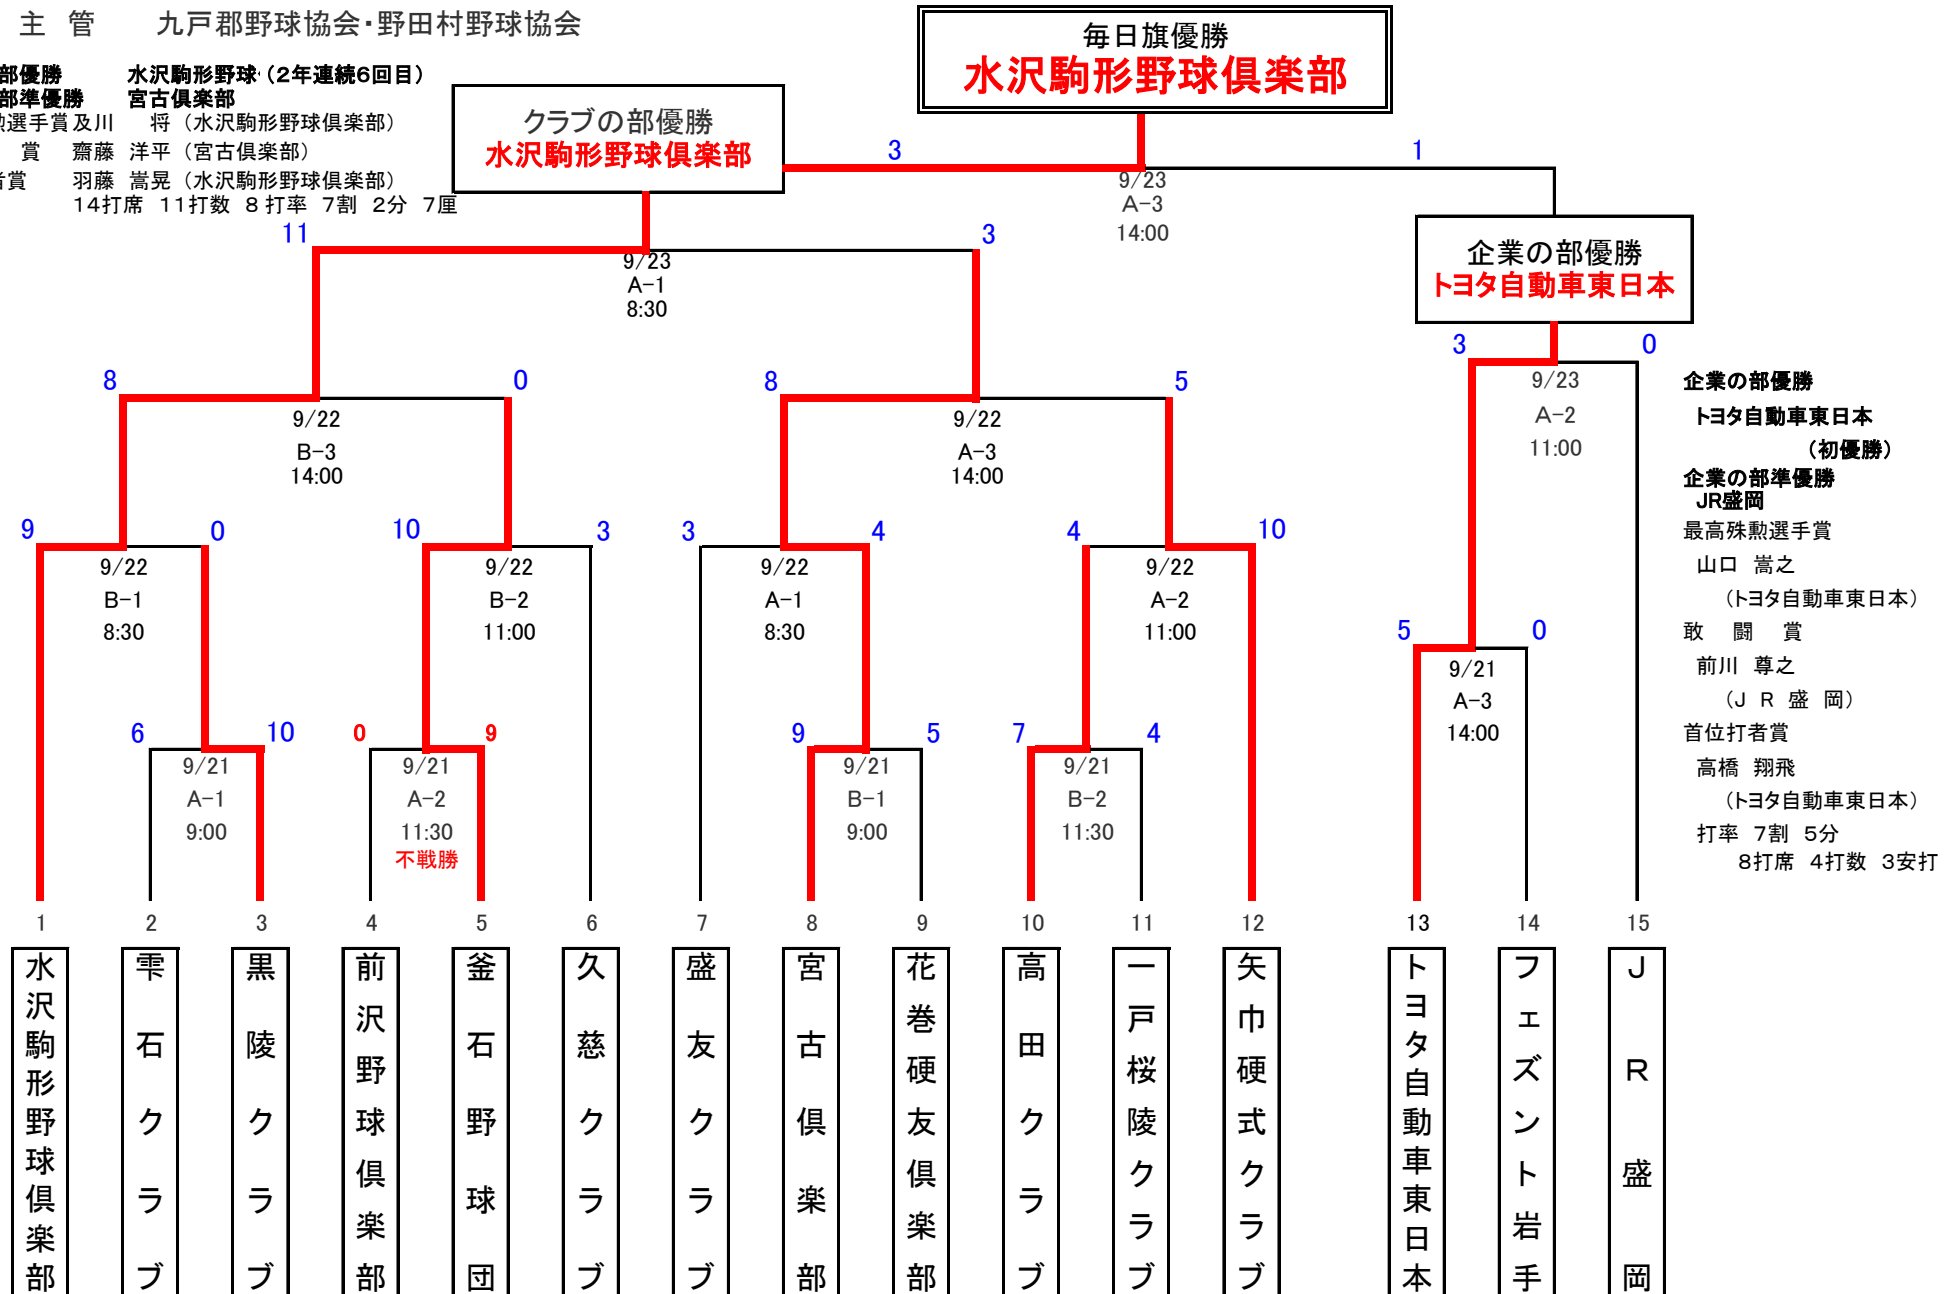 主 管 九戸郡野球協会・野田村野球協会
部優勝 水沢駒形野球（2年連続6回目）
部準優勝 宮古倶楽部
選手賞 及川 将（水沢駒形野球倶楽部）
賞 齋藤 洋平（宮古倶楽部）
賞 羽藤 嵩晃（水沢駒形野球倶楽部）
14打席 11打数 8 打率 7割 2分 7厘
毎日旗優勝
水沢駒形野球倶楽部
クラブの部優勝
水沢駒形野球倶楽部
3
1
9/23
A-3
14:00
11
3
9/23
A-1
8:30
企業の部優勝
トヨタ自動車東日本
3
0
9/23
A-2
11:00
8
0
9/22
B-3
14:00
8
5
9/22
A-3
14:00
企業の部優勝
トヨタ自動車東日本
（初優勝）
企業の部準優勝
JR盛岡
最高殊勲選手賞
山口 嵩之
（トヨタ自動車東日本）
敢 闘 賞
前川 尊之
（J R 盛 岡）
首位打者賞
高橋 翔飛
（トヨタ自動車東日本）
打率 7割 5分
8打席 4打数 3安打
9
0
9/22
B-1
8:30
10
3
9/22
B-2
11:00
3
4
9/22
A-1
8:30
4
10
9/22
A-2
11:00
5
0
9/21
A-3
14:00
6
10
9/21
A-1
9:00
0
9
9/21
A-2
11:30
不戦勝
9
5
9/21
B-1
9:00
7
4
9/21
B-2
11:30
1
2
3
4
5
6
7
8
9
10
11
12
13
14
15
水沢駒形野球倶楽部
雫石クラブ
黒陵クラブ
前沢野球倶楽部
釜石野球団
久慈クラブ
盛友クラブ
宮古倶楽部
花巻硬友倶楽部
高田クラブ
一戸桜陵クラブ
矢巾硬式クラブ
トヨタ自動車東日本
フェズント岩手
JR盛岡